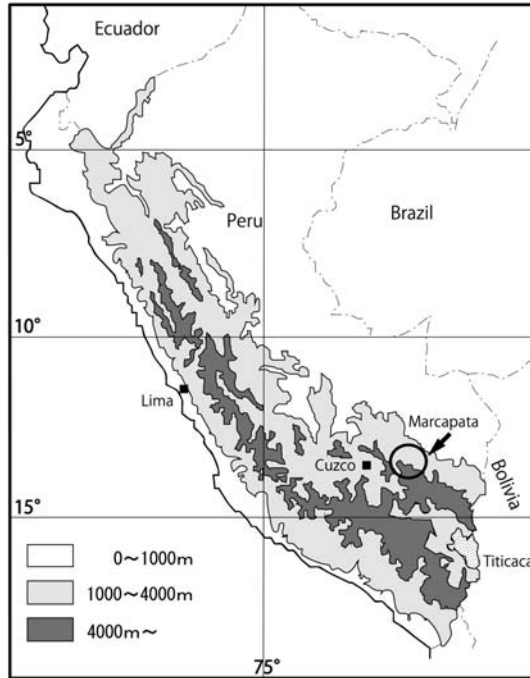 Ecuador
5°
Peru
Brazil
10°
Lima
Marcapata
Cuzco
Bolivia
15°
Titicaca
0～1000m
1000～4000m
4000m～
75°